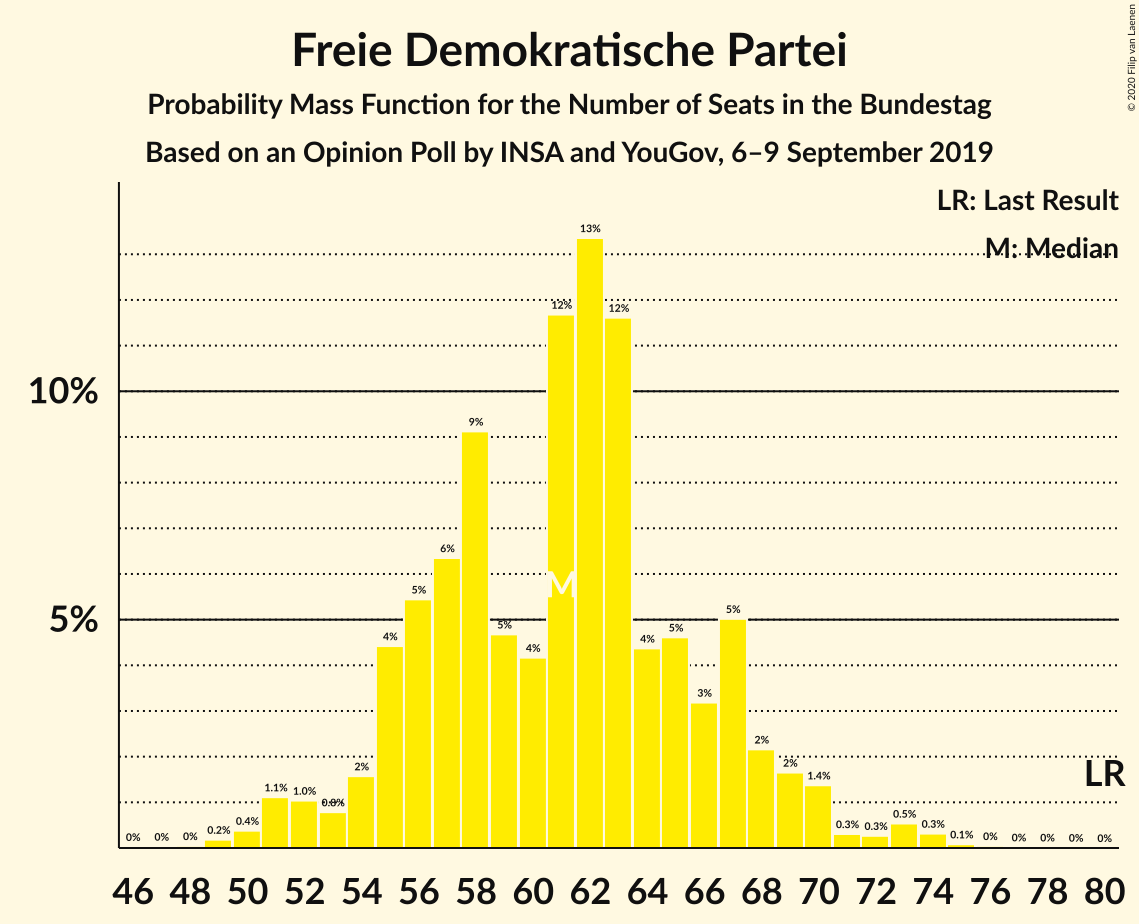 Freie Demokratische Partei
Probability Mass Function for the Number of Seats in the Bundestag
Based on an Opinion Poll by INSA and YouGov, 6–9 September 2019
© 2020 Filip van Laenen
LR: Last Result
M: Median
10%
5%
0% 0% 0% 0.2% 0.4% 1.1% 1.0% 0.8% 2% 4% 5% 6% 9% 5% 4% 12% 13% 12% 4% 5% 3% 5% 2% 2% 1.4% 0.3% 0.3% 0.5% 0.3% 0.1% 0% 0% 0% 0% 0%
M
LR
46 48 50 52 54 56 58 60 62 64 66 68 70 72 74 76 78 80